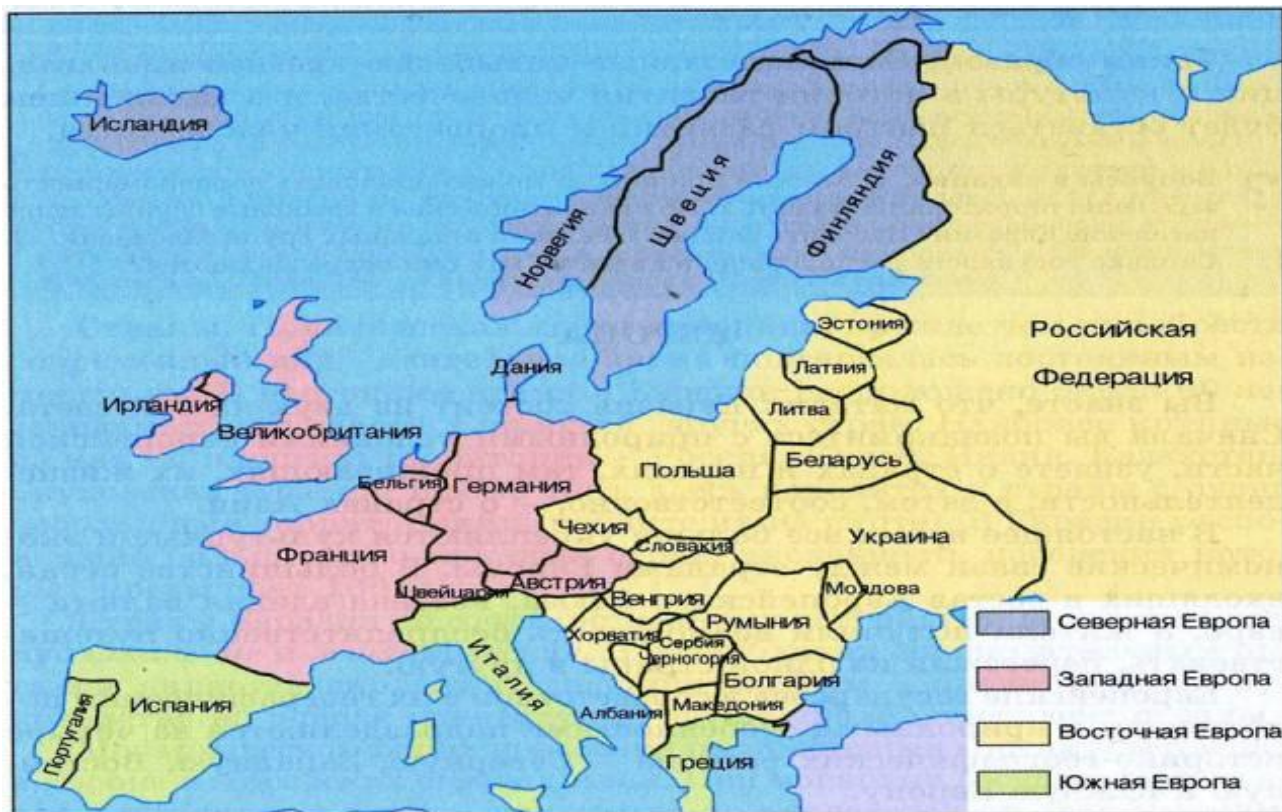 Исландия
Норвегия
Швеция
Финляндия
Эстония
Латвия
Литва
Российская
Федерация
Дания
Ирландия
Великобритания
Бельгия
Германия
Польша
Беларусь
Чехия
Словакия
Украина
Франция
Швейцария
Австрия
Венгрия
Молдова
Румыния
Хорватия
Сербия
Черногория
Болгария
Италия
Албания
Македония
Греция
Португалия
Испания
Северная Европа
Западная Европа
Восточная Европа
Южная Европа